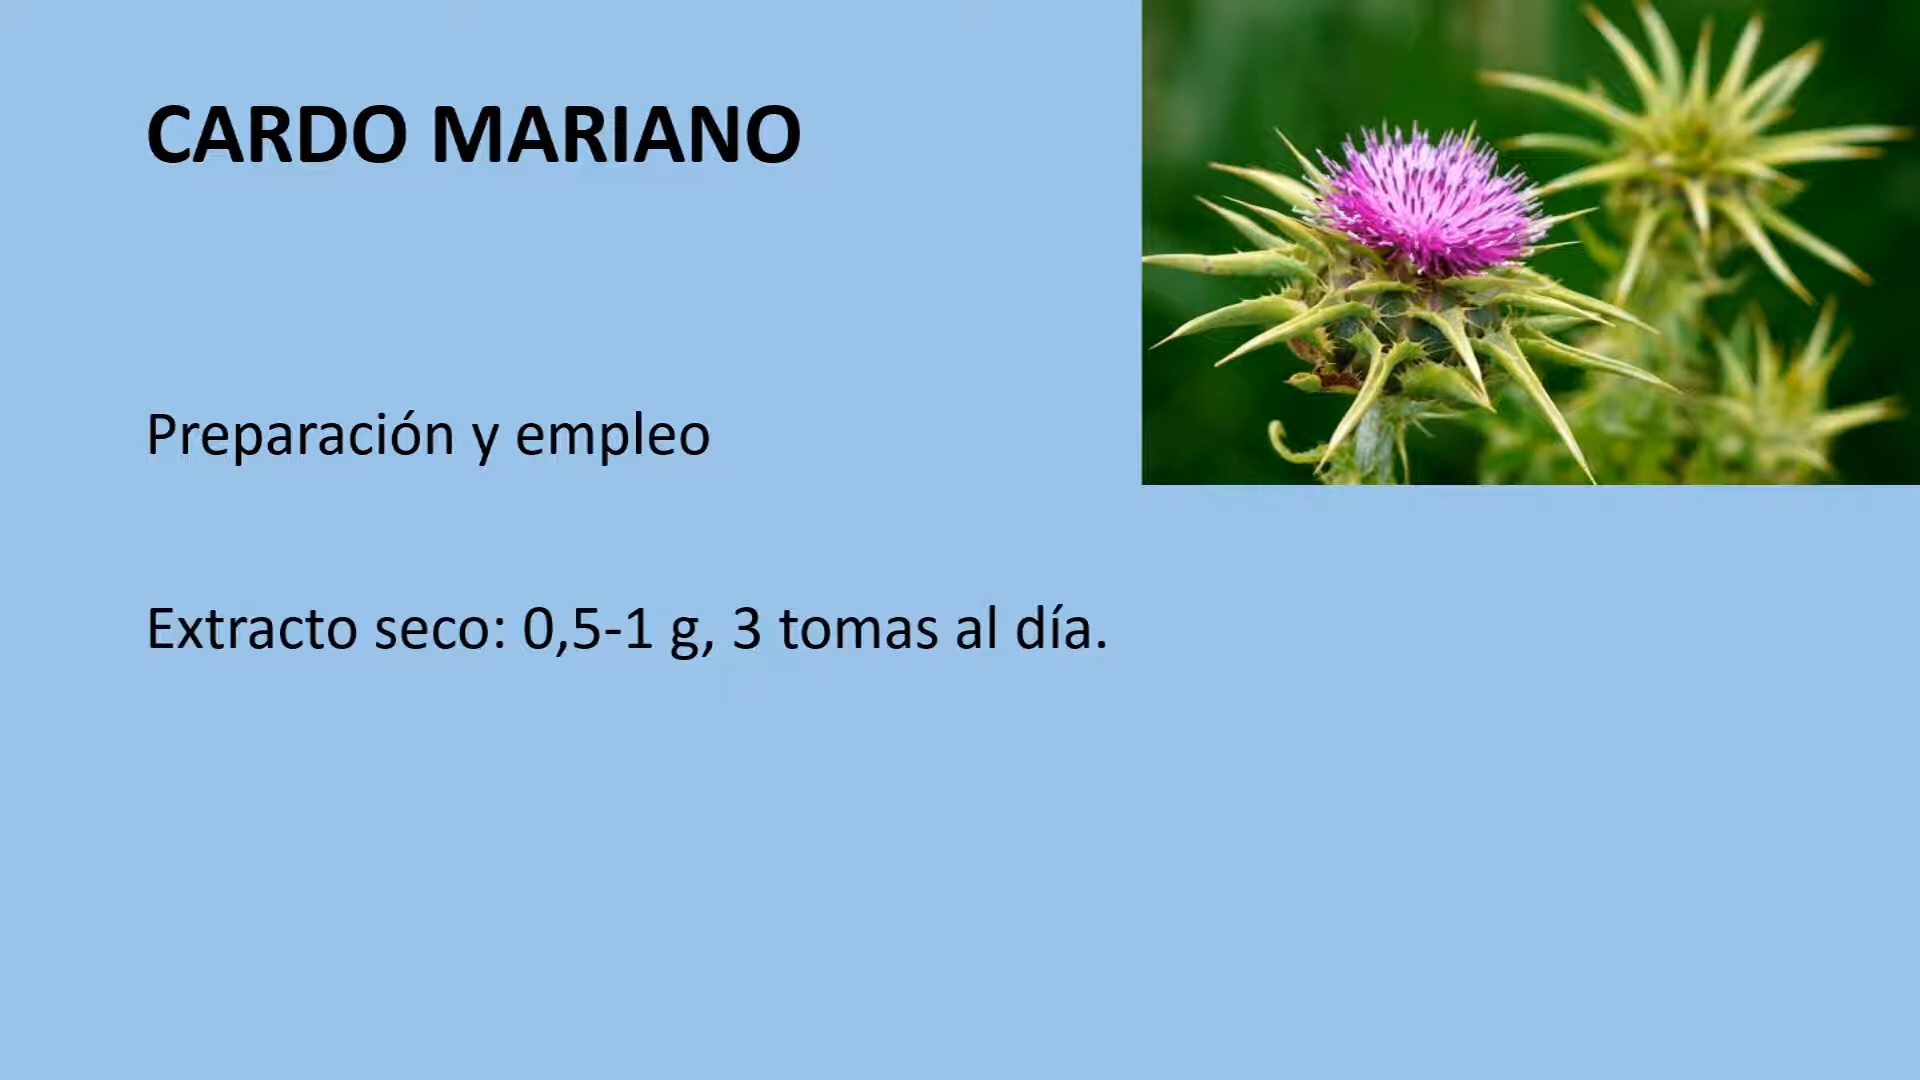 CARDO MARIANO
Preparación y empleo
Extracto seco: 0,5-1 g, 3 tomas al día.